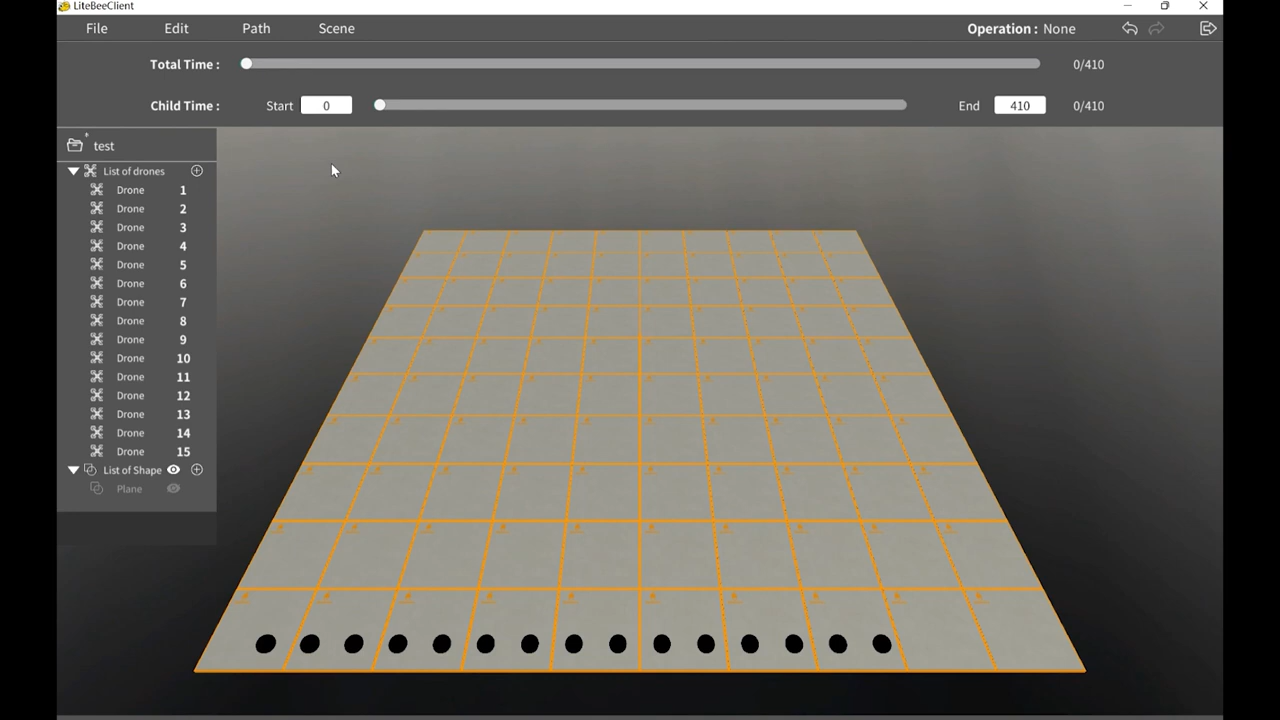 LiteBeeClient
File Edit Path Scene Operation : None
Total Time : 0/410
Child Time : Start 0 End 410 0/410
test
List of drones
Drone 1
Drone 2
Drone 3
Drone 4
Drone 5
Drone 6
Drone 7
Drone 8
Drone 9
Drone 10
Drone 11
Drone 12
Drone 13
Drone 14
Drone 15
List of Shape
Plane